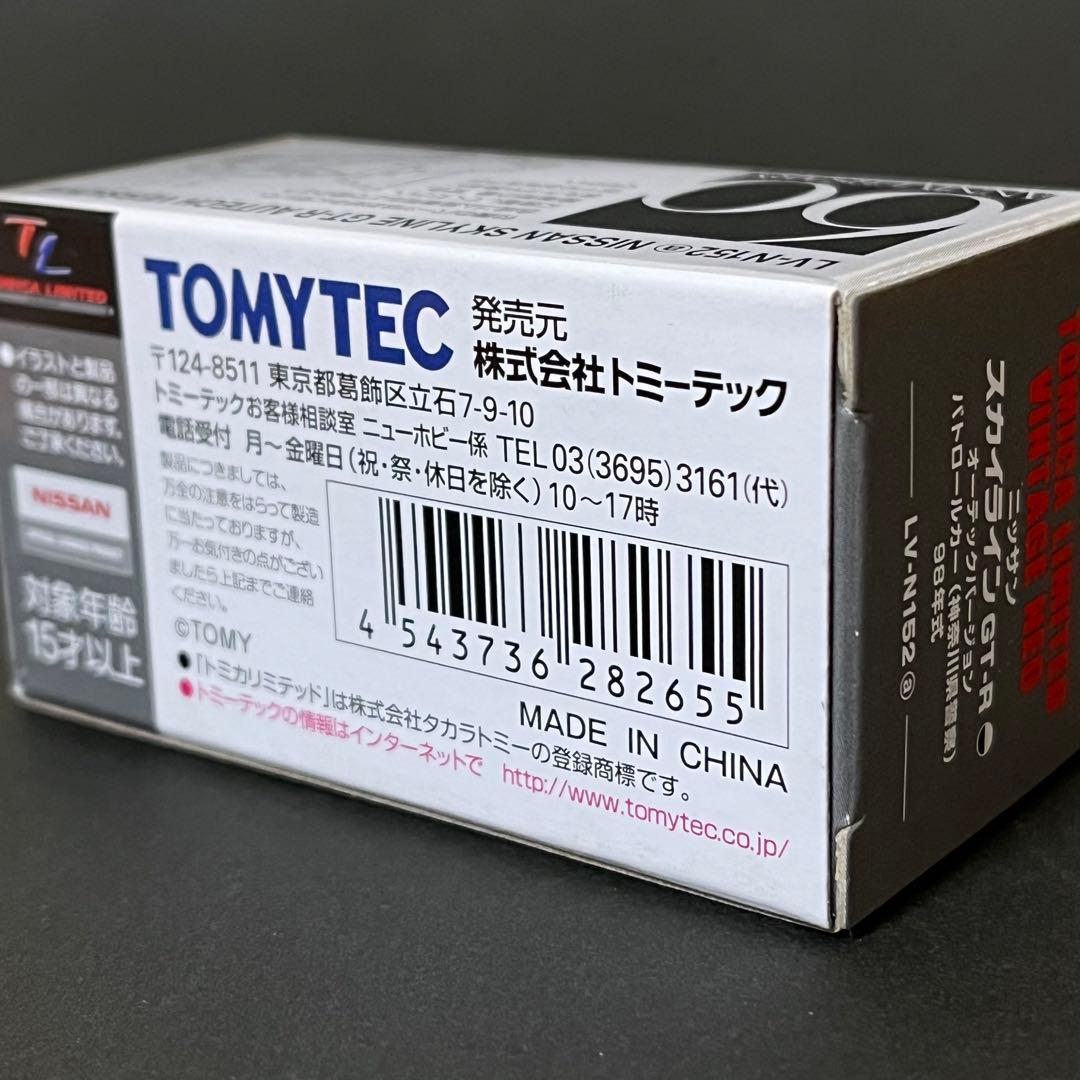 LV-N152ⓐ NISSAN SKYLINE GT-R AUTECH
TL
TOMICA LIMITED
●イラストと製品
の一部は異なる
場合があります。
ご了承ください。
NISSAN
対象年齢
15才以上
TOMYTEC
発売元
株式会社トミーテック
〒124-8511 東京都葛飾区立石7-9-10
トミーテックお客様相談室 ニューホビー係 TEL 03(3695)3161(代)
電話受付 月～金曜日(祝・祭・休日を除く)10～17時
製品につきましては、
万全の注意をはらって製造
に当たっておりますが、
万一お気付きの点がござい
ましたら上記までご連絡
ください。
©TOMY
4 543736 282655
MADE IN CHINA
●「トミカリミテッド」は株式会社タカラトミーの登録商標です。
●トミーテックの情報はインターネットで http://www.tomytec.co.jp/
TOMICA LIMITED
VINTAGE NEO
ニッサン
スカイライン GT-R
オーテックバージョン
パトロールカー(神奈川県警察)
98年式
LV-N152ⓐ